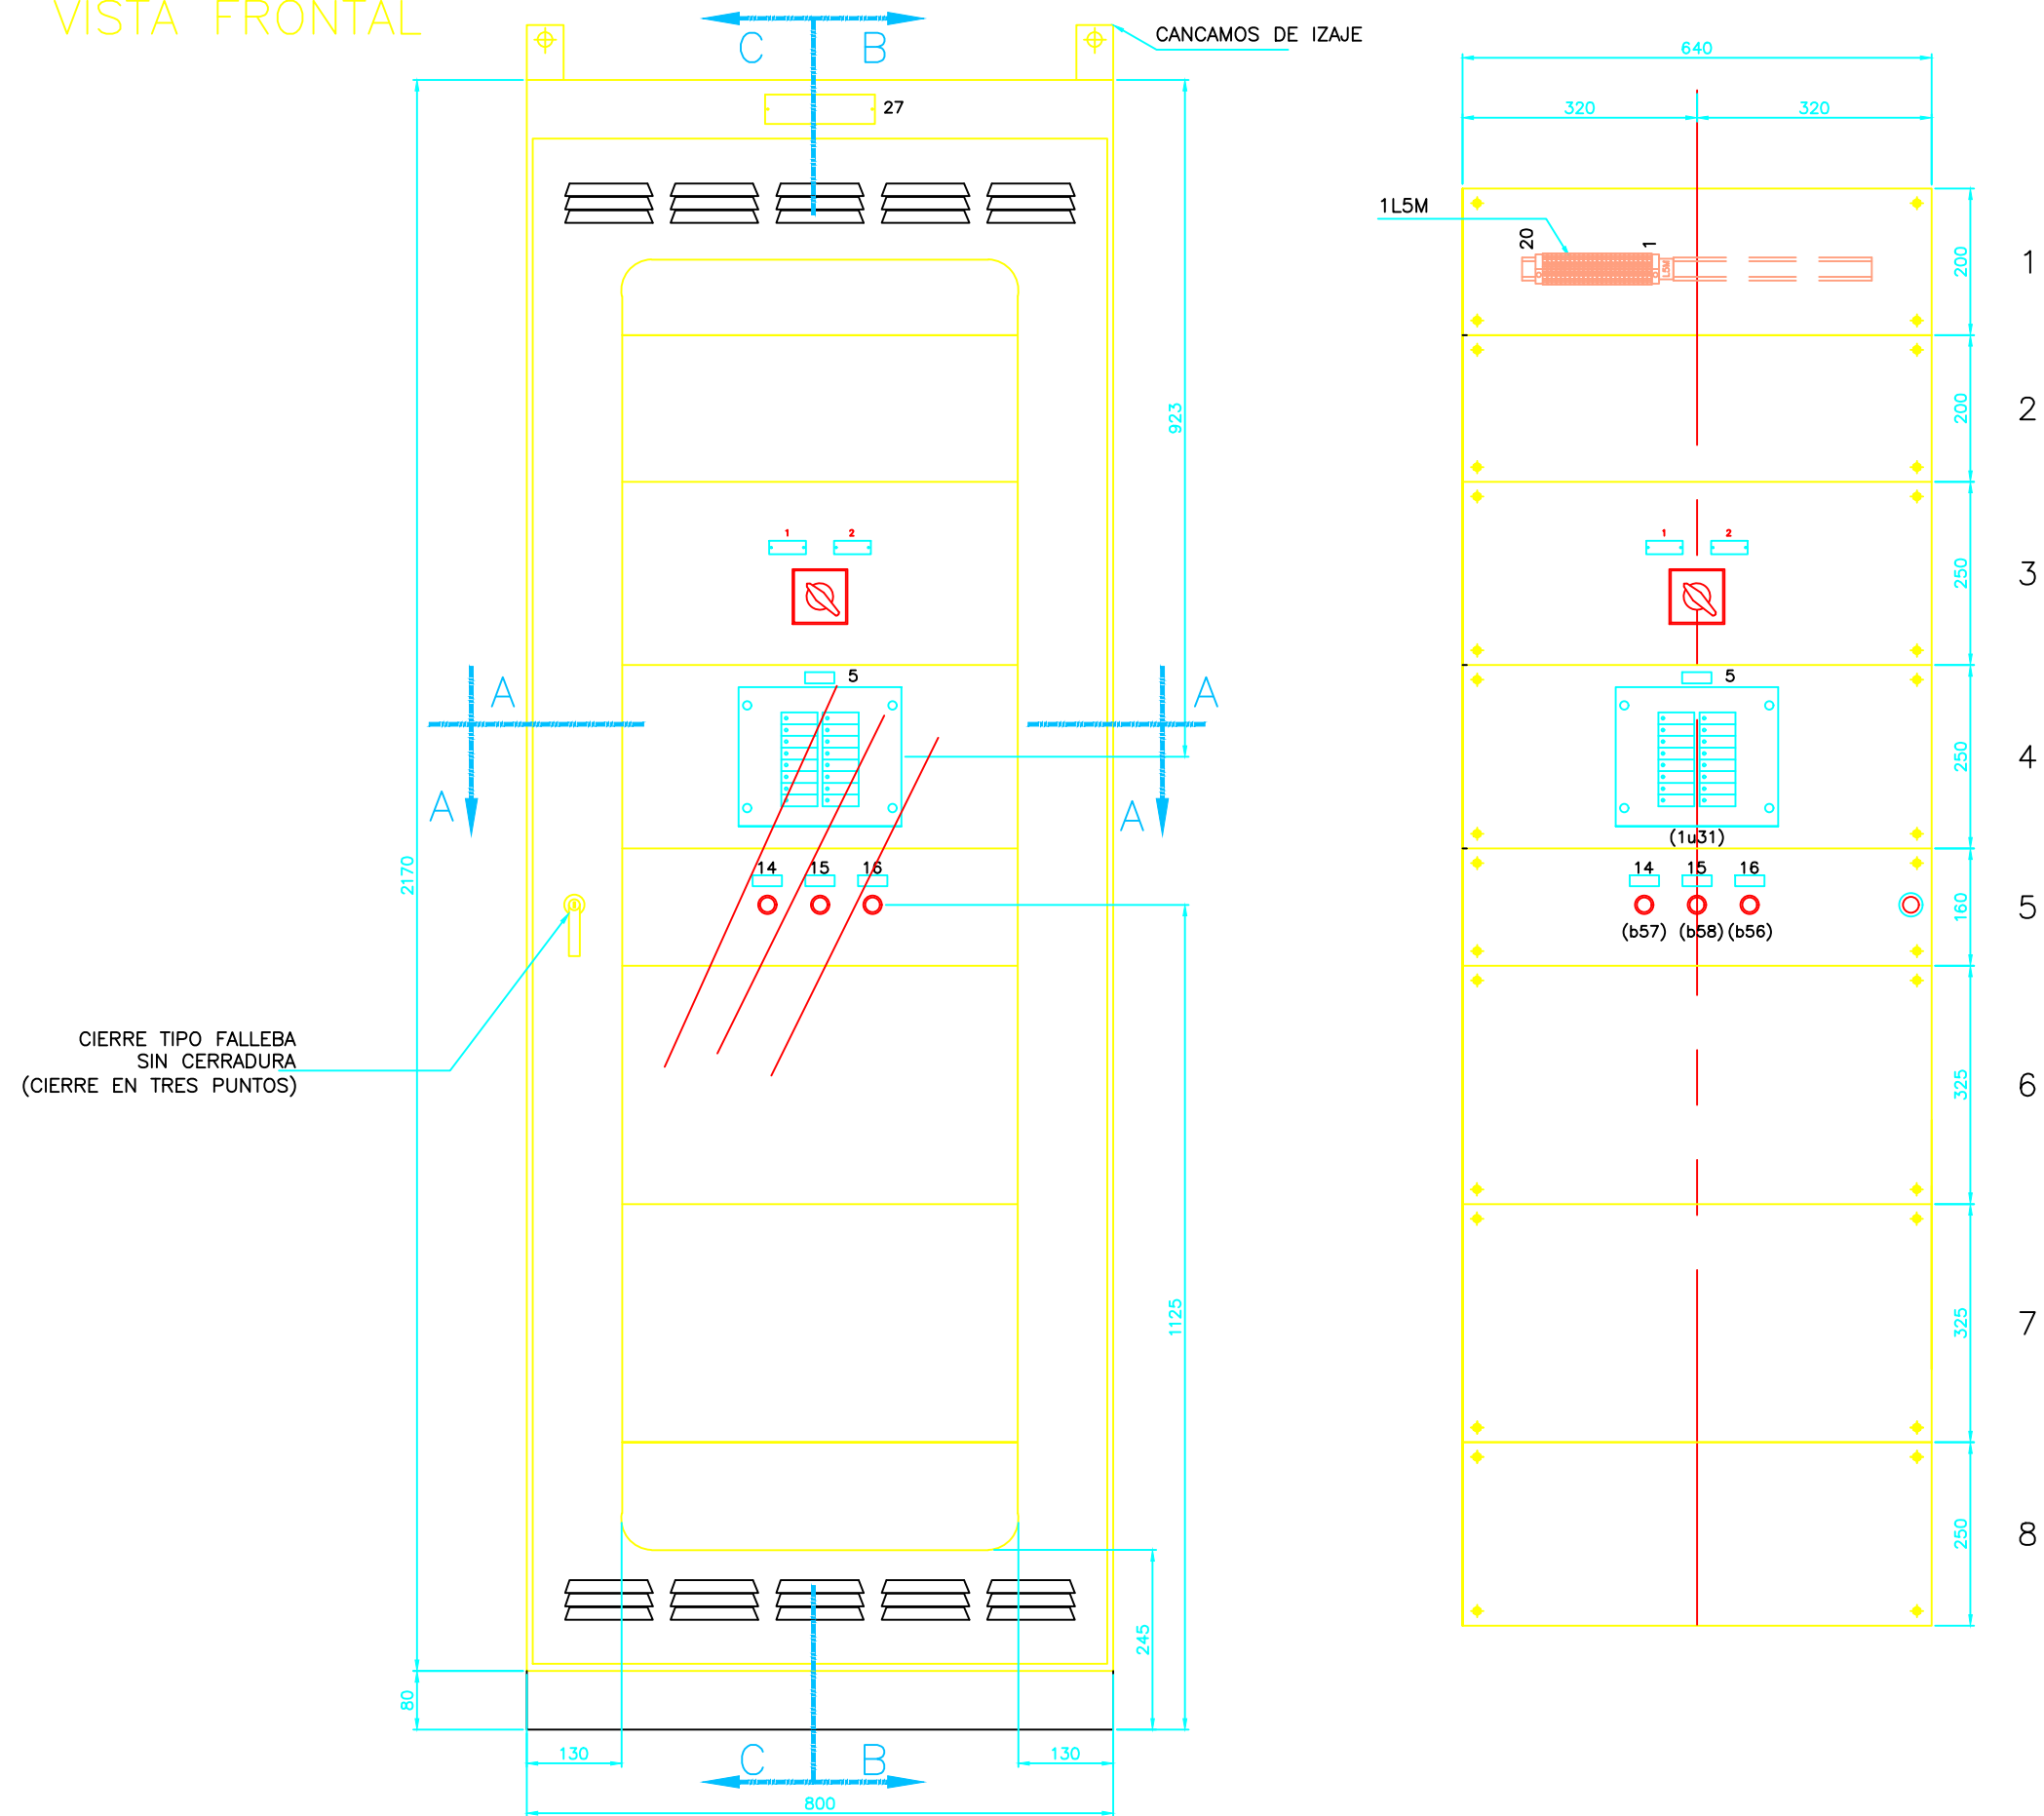 VISTA FRONTAL
C B
CANCAMOS DE IZAJE
27
923
1 2
5
A A
A A
14 15 16
2170
CIERRE TIPO FALLEBA
SIN CERRADURA
(CIERRE EN TRES PUNTOS)
1125
245
80
130 130
C B
800
640
320 320
1L5M
20 1
L5M
200 1
200 2
1 2
250 3
5
250 4
(1u31)
14 15 16
160 5
(b57) (b58) (b56)
325 6
325 7
250 8